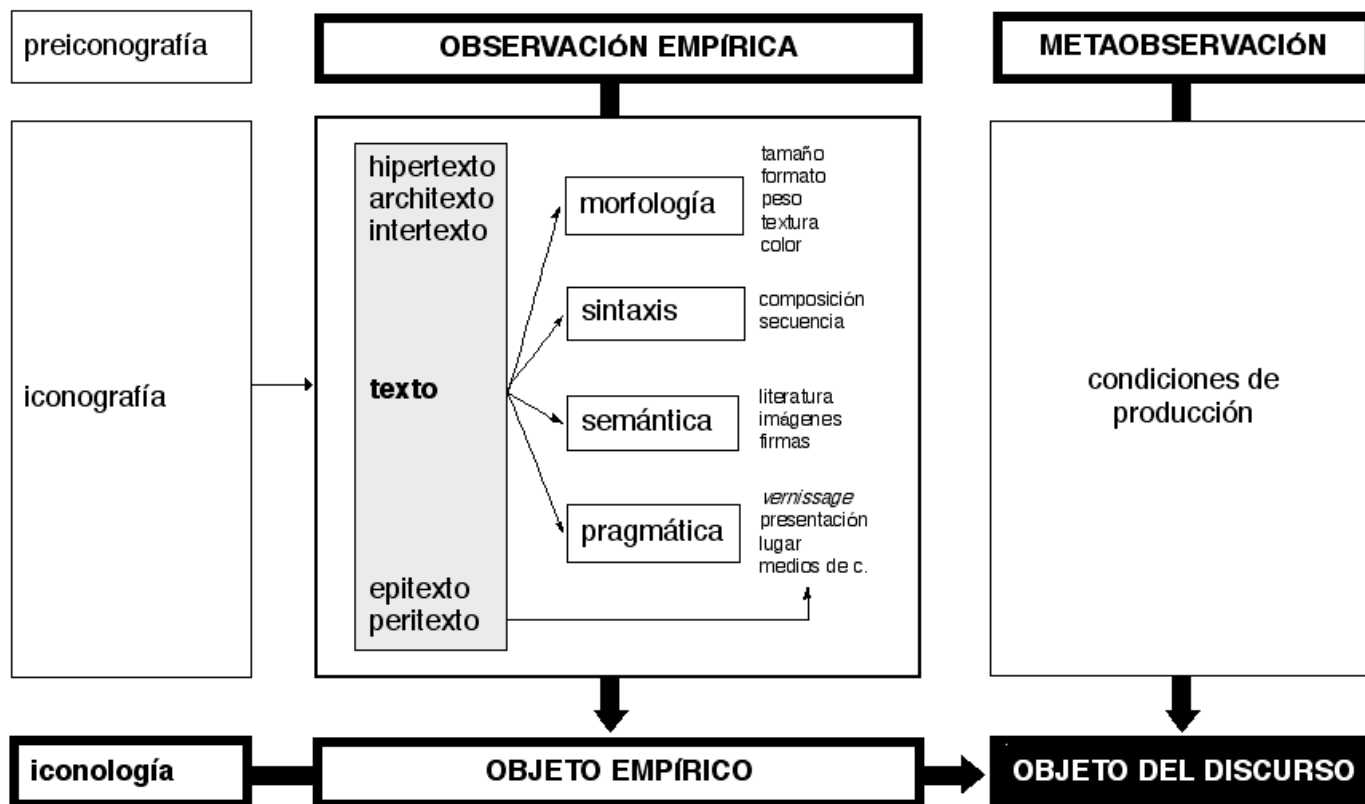 preiconografía
OBSERVACIÓN EMPÍRICA
METAOBSERVACIÓN
iconografía
hipertexto
architexto
intertexto
texto
epitexto
peritexto
morfología
tamaño
formato
peso
textura
color
sintaxis
composición
secuencia
semántica
literatura
imágenes
firmas
pragmática
vernissage
presentación
lugar
medios de c.
condiciones de
producción
iconología
OBJETO EMPÍRICO
OBJETO DEL DISCURSO